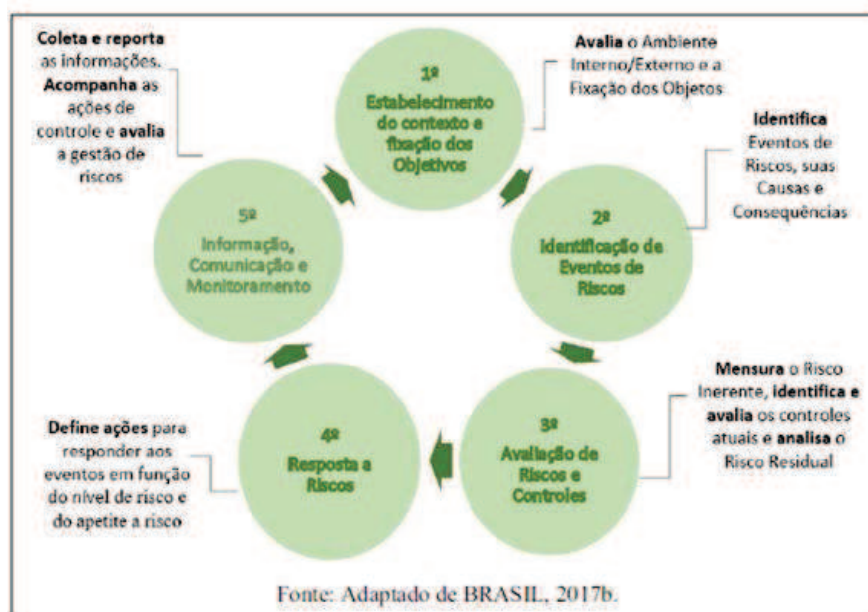 Coleta e reporta
as informações.
Acompanha as
ações de
controle e avalia
a gestão de
riscos
1º
Estabelecimento
do contexto e
fixação dos
Objetivos
Avalia o Ambiente
Interno/Externo e a
Fixação dos Objetos
2º
Identificação de
Eventos de
Riscos
Identifica
Eventos de
Riscos, suas
Causas e
Consequências
3º
Avaliação de
Riscos e
Controles
Mensura o Risco
Inerente, identifica e
avalia os controles
atuais e analisa o
Risco Residual
4º
Resposta a
Riscos
Define ações para
responder aos
eventos em função
do nível de risco e
do apetite a risco
5º
Informação,
Comunicação e
Monitoramento
Fonte: Adaptado de BRASIL, 2017b.